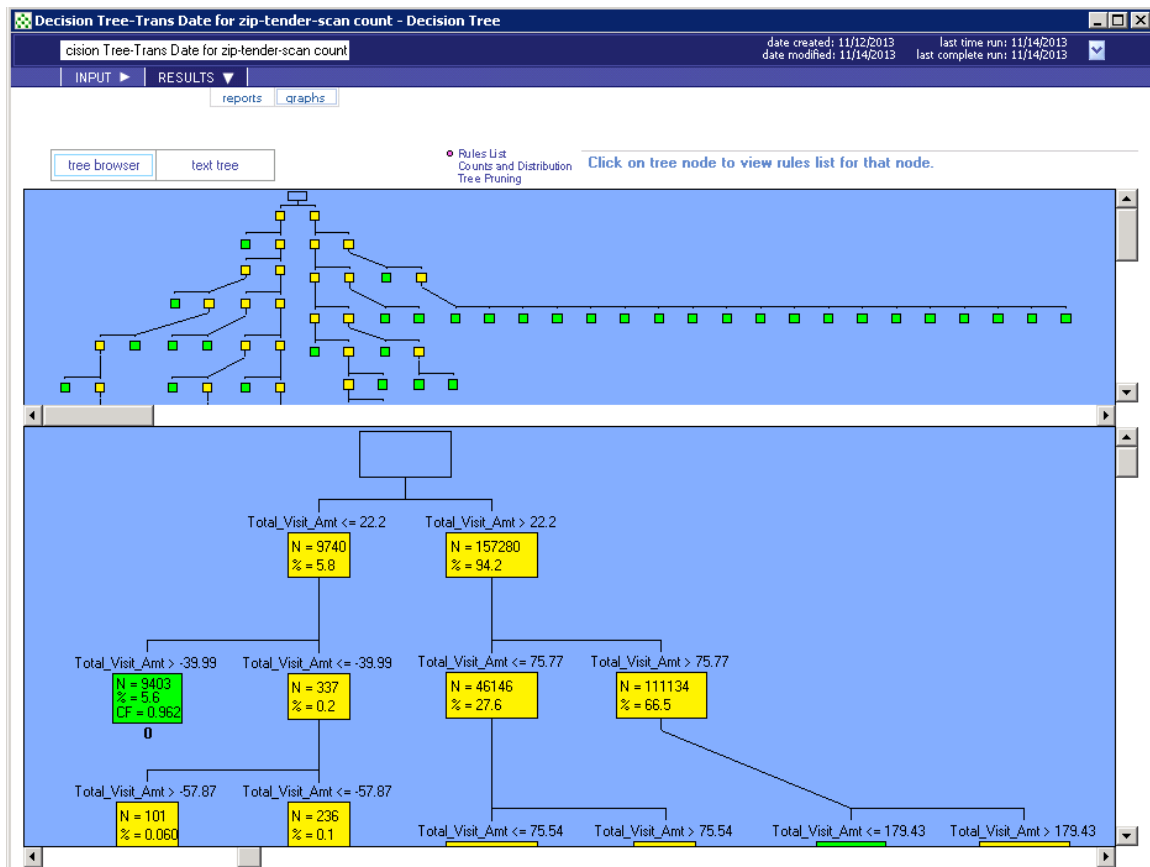 Decision Tree-Trans Date for zip-tender-scan count - Decision Tree
cision Tree-Trans Date for zip-tender-scan count
date created: 11/12/2013 last time run: 11/14/2013
date modified: 11/14/2013 last complete run: 11/14/2013
INPUT RESULTS
reports graphs
tree browser text tree
Rules List
Counts and Distribution
Tree Pruning
Click on tree node to view rules list for that node.
Total_Visit_Amt <= 22.2 Total_Visit_Amt > 22.2
N = 9740
% = 5.8
N = 157280
% = 94.2
Total_Visit_Amt > -39.99 Total_Visit_Amt <= -39.99 Total_Visit_Amt <= 75.77 Total_Visit_Amt > 75.77
N = 9403
% = 5.6
CF = 0.962
0
N = 337
% = 0.2
N = 46146
% = 27.6
N = 111134
% = 66.5
Total_Visit_Amt > -57.87 Total_Visit_Amt <= -57.87
N = 101
% = 0.060
N = 236
% = 0.1
Total_Visit_Amt <= 75.54 Total_Visit_Amt > 75.54 Total_Visit_Amt <= 179.43 Total_Visit_Amt > 179.43